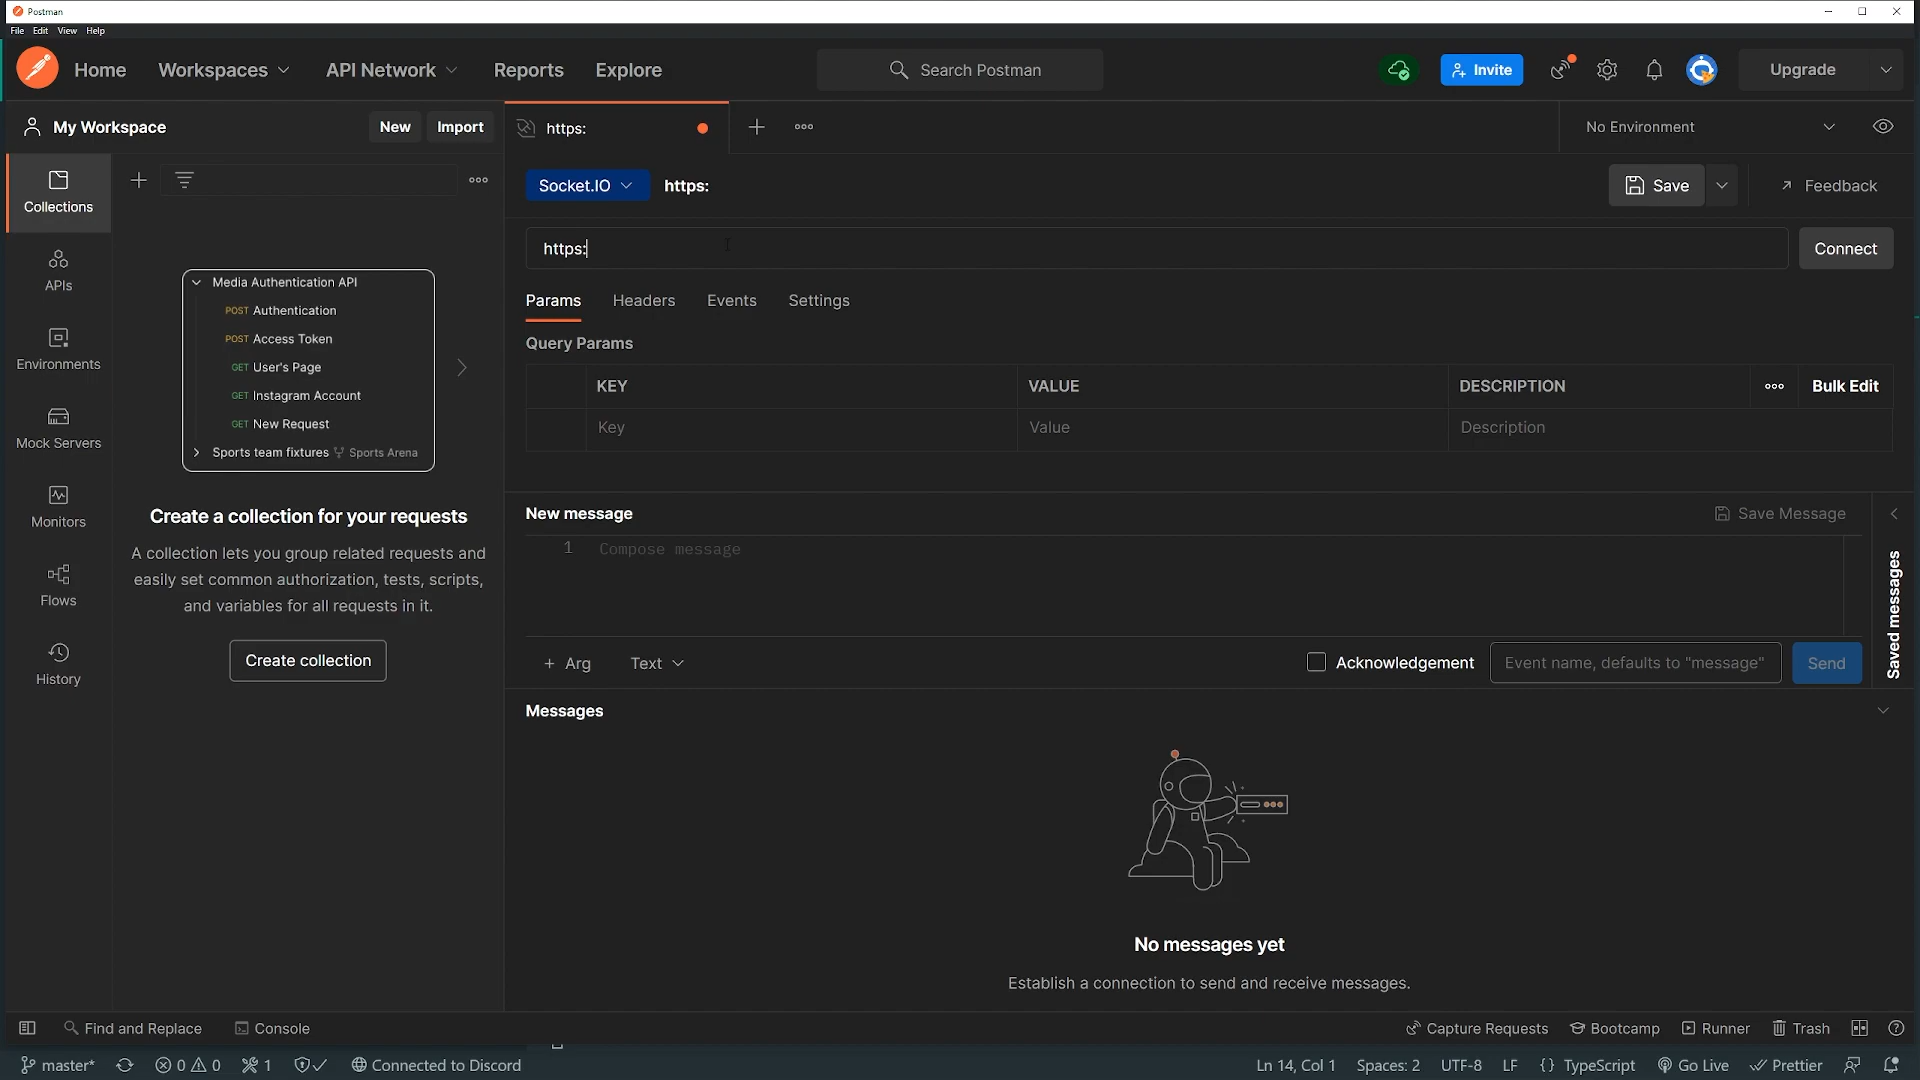 Postman
File Edit View Help
Home Workspaces API Network Reports Explore Search Postman Invite Upgrade
My Workspace New Import https: No Environment
Socket.IO https: Save Feedback
Collections
https: Connect
APIs
Params Headers Events Settings
Media Authentication API
POST Authentication
POST Access Token
GET User's Page
GET Instagram Account
GET New Request
Sports team fixtures Sports Arena
Query Params
KEY VALUE DESCRIPTION Bulk Edit
Key Value Description
Environments
Mock Servers
Monitors
Flows
History
Create a collection for your requests
A collection lets you group related requests and
easily set common authorization, tests, scripts,
and variables for all requests in it.
Create collection
New message Save Message
1 Compose message
Saved messages
+ Arg Text Acknowledgement Event name, defaults to "message" Send
Messages
No messages yet
Establish a connection to send and receive messages.
Find and Replace Console Capture Requests Bootcamp Runner Trash
master* 0 0 1 Connected to Discord Ln 14, Col 1 Spaces: 2 UTF-8 LF {} TypeScript Go Live Prettier